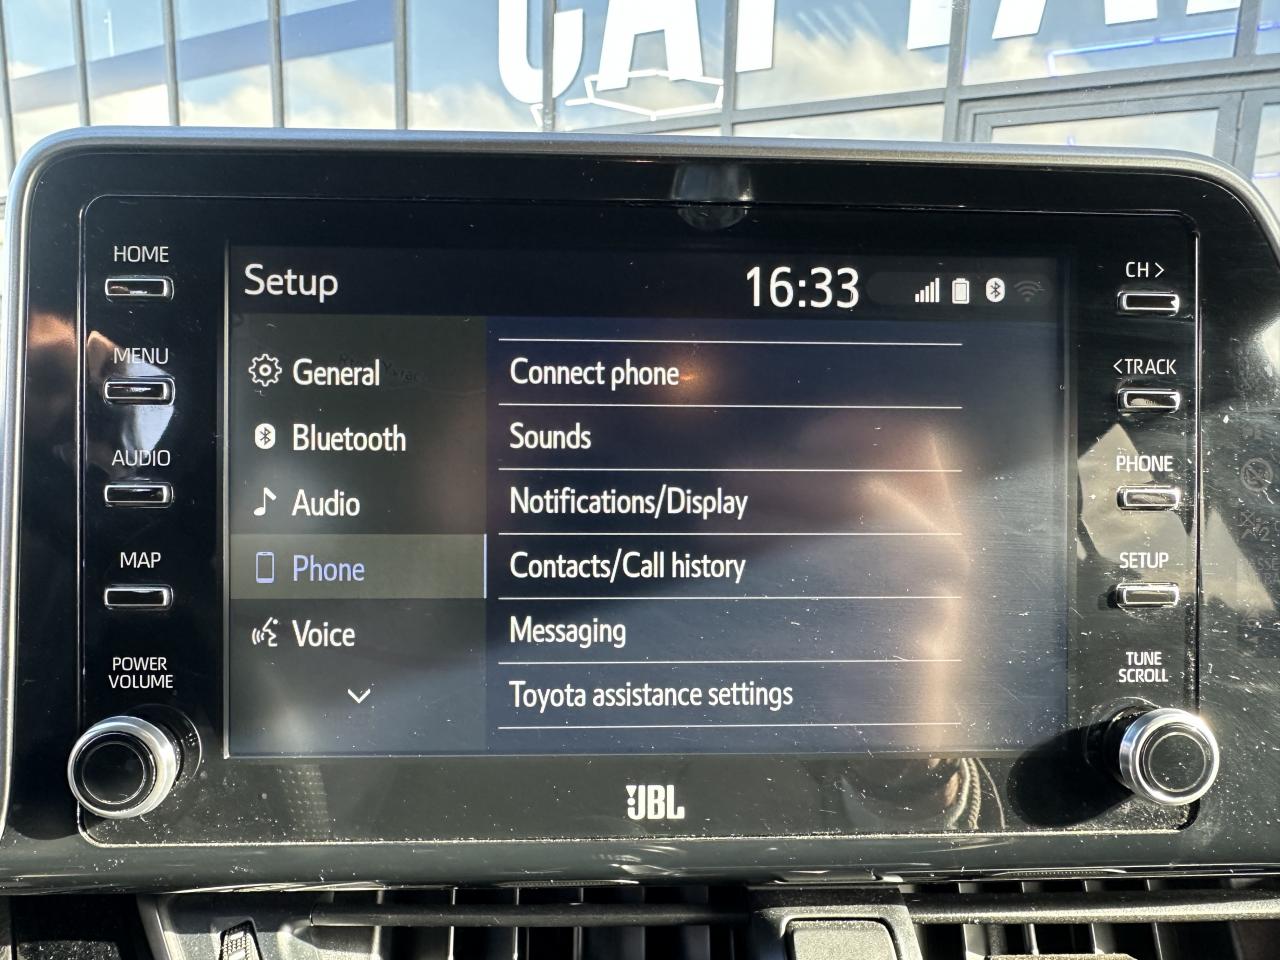 HOME
MENU
AUDIO
MAP
POWER
VOLUME
Setup
16:33
General
Bluetooth
Audio
Phone
Voice
Connect phone
Sounds
Notifications/Display
Contacts/Call history
Messaging
Toyota assistance settings
CH >
<TRACK
PHONE
SETUP
TUNE
SCROLL
JBL